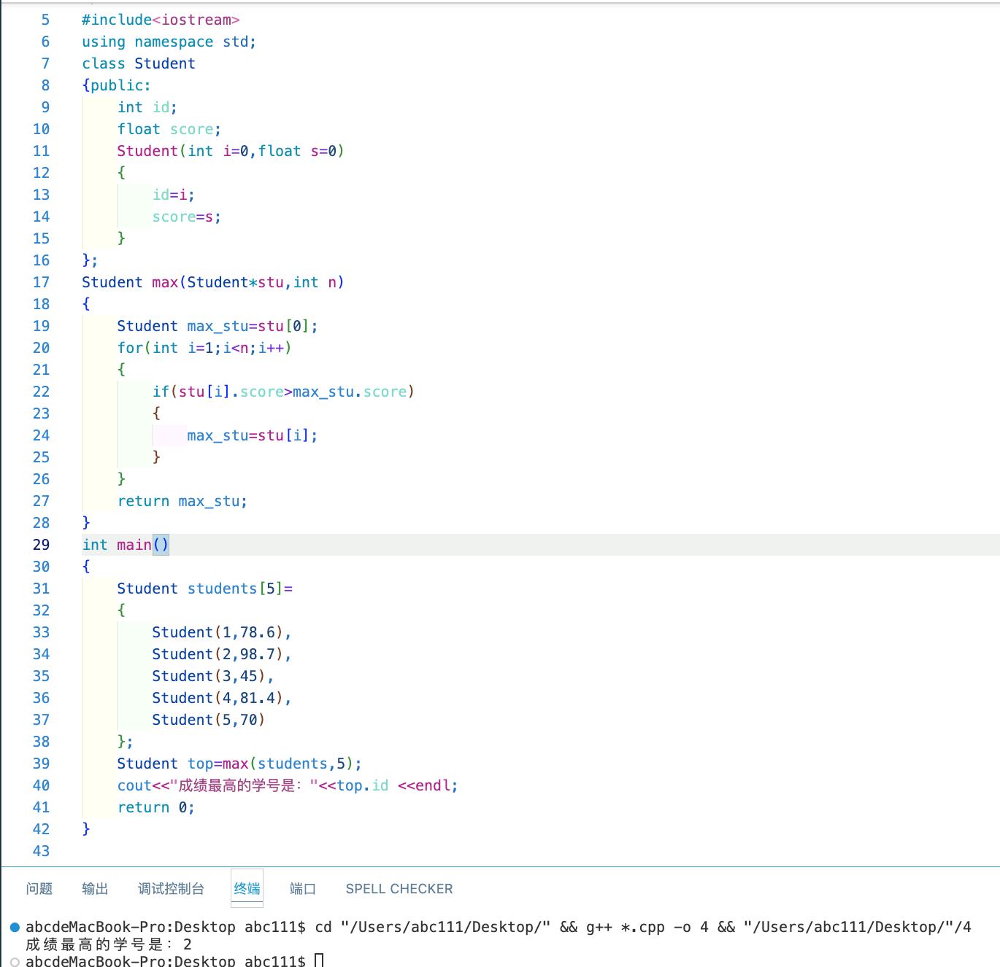 5 #include<iostream>
6 using namespace std;
7 class Student
8 {public:
9     int id;
10     float score;
11     Student(int i=0,float s=0)
12     {
13         id=i;
14         score=s;
15     }
16 };
17 Student max(Student*stu,int n)
18 {
19     Student max_stu=stu[0];
20     for(int i=1;i<n;i++)
21     {
22         if(stu[i].score>max_stu.score)
23         {
24             max_stu=stu[i];
25         }
26     }
27     return max_stu;
28 }
29 int main()
30 {
31     Student students[5]=
32     {
33         Student(1,78.6),
34         Student(2,98.7),
35         Student(3,45),
36         Student(4,81.4),
37         Student(5,70)
38     };
39     Student top=max(students,5);
40     cout<<"成绩最高的学号是："<<top.id <<endl;
41     return 0;
42 }
43
问题 输出 调试控制台 终端 端口 SPELL CHECKER
abcdeMacBook-Pro:Desktop abc111$ cd "/Users/abc111/Desktop/" && g++ *.cpp -o 4 && "/Users/abc111/Desktop/"/4
成绩最高的学号是：2
abcdeMacBook-Pro:Desktop abc111$